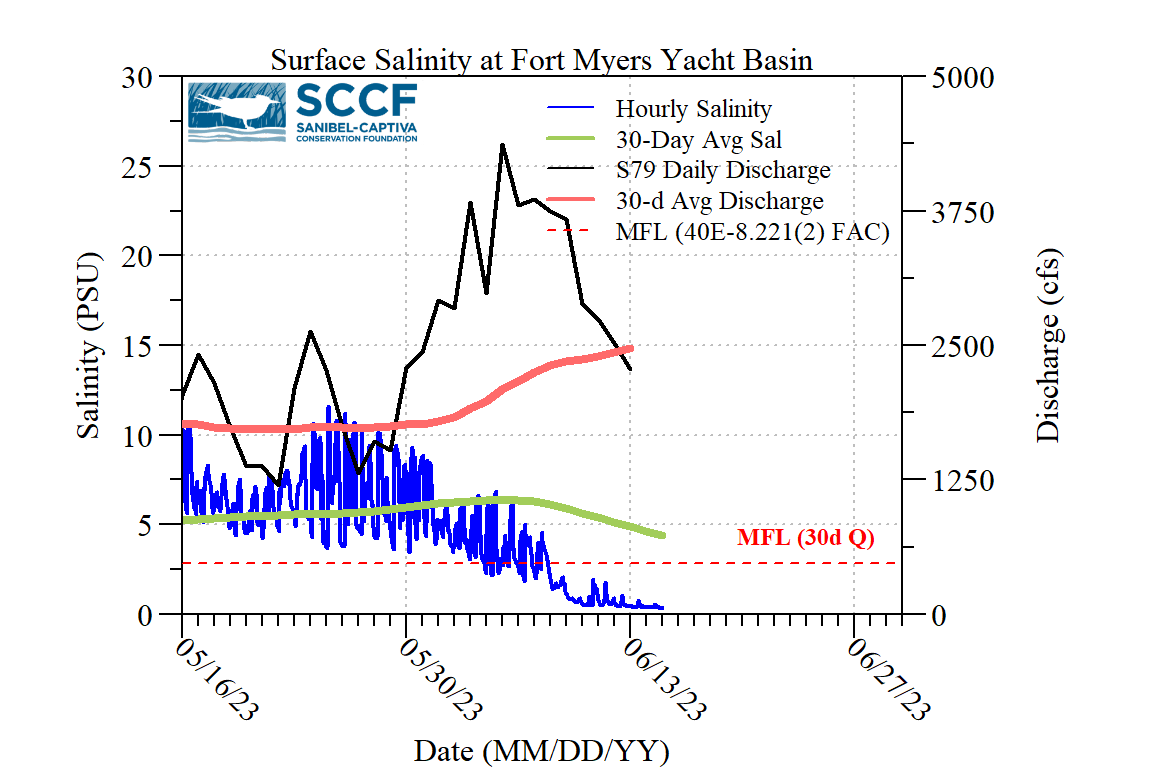 Surface Salinity at Fort Myers Yacht Basin
SCCF
SANIBEL-CAPTIVA
CONSERVATION FOUNDATION
Hourly Salinity
30-Day Avg Sal
S79 Daily Discharge
30-d Avg Discharge
MFL (40E-8.221(2) FAC)
30
25
20
15
10
5
0
Salinity (PSU)
5000
3750
2500
1250
0
Discharge (cfs)
MFL (30d Q)
05/16/23
05/30/23
06/13/23
06/27/23
Date (MM/DD/YY)